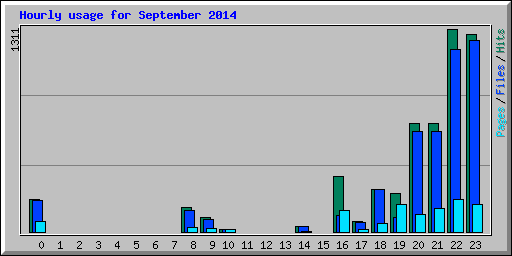 Hourly usage for September 2014
1311
Pages/Files/Hits
0 1 2 3 4 5 6 7 8 9 10 11 12 13 14 15 16 17 18 19 20 21 22 23